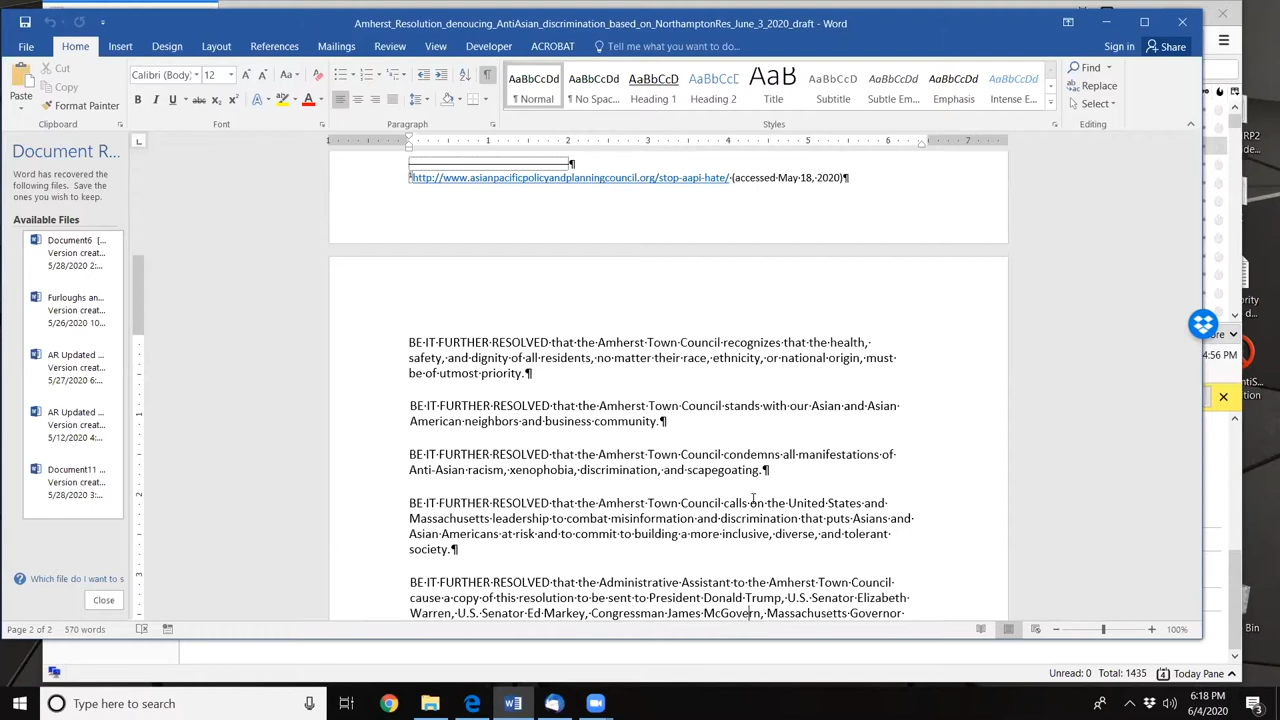 Amherst_Resolution_denoucing_AntiAsian_discrimination_based_on_NorthamptonRes_June_3_2020_draft - Word
File Home Insert Design Layout References Mailings Review View Developer ACROBAT Tell me what you want to do... Sign in Share
Paste
Cut
Copy
Format Painter
Clipboard
Calibri (Body) 12
B I U abc x₂ x²
Font
Paragraph
AaBbCcDd AaBbCcDd AaBbCcD AaBbCcD AaB AaBbCcD AaBbCcDd AaBbCcDd AaBbCcDd
¶ Normal ¶ No Spac... Heading 1 Heading 2 Title Subtitle Subtle Em... Emphasis Intense E...
Styles
Find
Replace
Select
Editing
Document R...
Word has recovered the following files. Save the ones you wish to keep.
Available Files
Document6 [...
Version creat...
5/28/2020 2:...
Furloughs an...
Version creat...
5/26/2020 10...
AR Updated ...
Version creat...
5/27/2020 6:...
AR Updated ...
Version creat...
5/12/2020 4:...
Document11 ...
Version creat...
5/28/2020 3:...
Which file do I want to s
Close
http://www.asianpacificpolicyandplanningcouncil.org/stop-aapi-hate/ (accessed May 18, 2020)¶
BE IT FURTHER RESOLVED that the Amherst Town Council recognizes that the health,
safety, and dignity of all residents, no matter their race, ethnicity, or national origin, must
be of utmost priority.¶
BE IT FURTHER RESOLVED that the Amherst Town Council stands with our Asian and Asian
American neighbors and business community.¶
BE IT FURTHER RESOLVED that the Amherst Town Council condemns all manifestations of
Anti-Asian racism, xenophobia, discrimination, and scapegoating.¶
BE IT FURTHER RESOLVED that the Amherst Town Council calls on the United States and
Massachusetts leadership to combat misinformation and discrimination that puts Asians and
Asian Americans at risk and to commit to building a more inclusive, diverse, and tolerant
society.¶
BE IT FURTHER RESOLVED that the Administrative Assistant to the Amherst Town Council
cause a copy of this resolution to be sent to President Donald Trump, U.S. Senator Elizabeth
Warren, U.S. Senator Ed Markey, Congressman James McGovern, Massachusetts Governor
Page 2 of 2 570 words
100%
RP2
4:56 PM
Bin
Unread: 0 Total: 1435 Today Pane
Type here to search
6:18 PM
6/4/2020